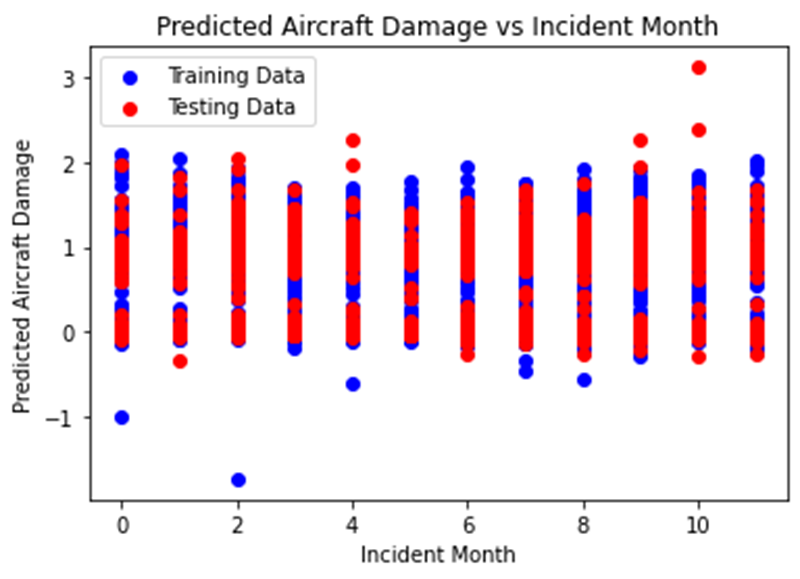 Predicted Aircraft Damage vs Incident Month
Training Data
Testing Data
Predicted Aircraft Damage
3
2
1
0
−1
0 2 4 6 8 10
Incident Month